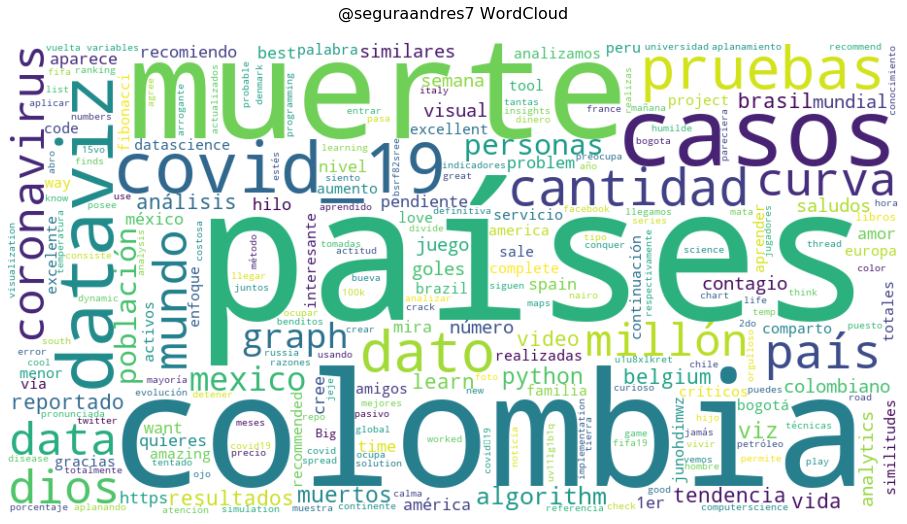 @seguraandres7 WordCloud
vuelta variables
fifa ranking
list
aplicar numbers
recomiendo
aparece
best palabra
similares
semana
analizamos
tool
visual
excellent
peru
universidad aplanamiento recommend
project
brasil mundial
conocimiento
muerte
pruebas
casos
coronavirus
dataviz
code
fibonacci
arrogante
agree
actualizados
probable
denmark
programming
italy
entrar
pasa
tantas
insights
dinero
france
realizas
mañana
humilde
bogota
pareciera
15vo
abro
finds
datascience
learning
siento
nivel
aumento
indicadores
great
año
preocupa
bsrf82sree
estés
covid_19
personas
problem
cantidad
curva
way
know
use
posee
análisis
hilo
pendiente
saludos
hora
libros
países
excelente
temperatura
consiste
méxico
población
analysis
costosa
aprendido
método
tomadas
actitud
definitiva
divide
love
servicio
america
facebook
tipo
conquer
llegamos
series
mata
jugadores
aprender
amor
europa
visualization
dynamic
activos
mundo
enfoque
llegar
juntos
interesante
bueva
100k
ocupar
benditos
juego
goles
brazil
siguen
analizar
sale
complete
spain
maps
nairo
continuación
respectivamente
science
contagio
thread
chart
life
think
color
totales
south
error
cool
menor
vía
graph
russia
razones
crear
usando
mira
número
crack
dato
video
realizadas
millón
temp
2do
comparto
orgulloso
puesto
país
reportado
mayoría
evolución
mexico
detener
cree
jeje
amigos
foto
mejores
pasivo
learn
new
python
familia
curioso
u1u8x1kret
belgium
chile
criticos
puedes
road
colombiano
pronunciada
twitter
data
want
quieres
amazing
gracias
meses
covid19
precio
recommended
repo
Big
global
time
worked
colombia
game
fifa19
hijo
jamás
vivir
bogotá
petróleo
viz
técnicas
analytics
similitudes
disease
totalmente
dios
tentado
ojo
covid
spread
ocupa
solution
tierra
implementation
junohdimwz
vvemps
hombre
permite
play
computerscience
porcentaje
aplanando
https
atención
resultados
simulation
muertos
muestra
calma
continente
américa
algorithm
referencia
check
good
1er
tendencia
vida